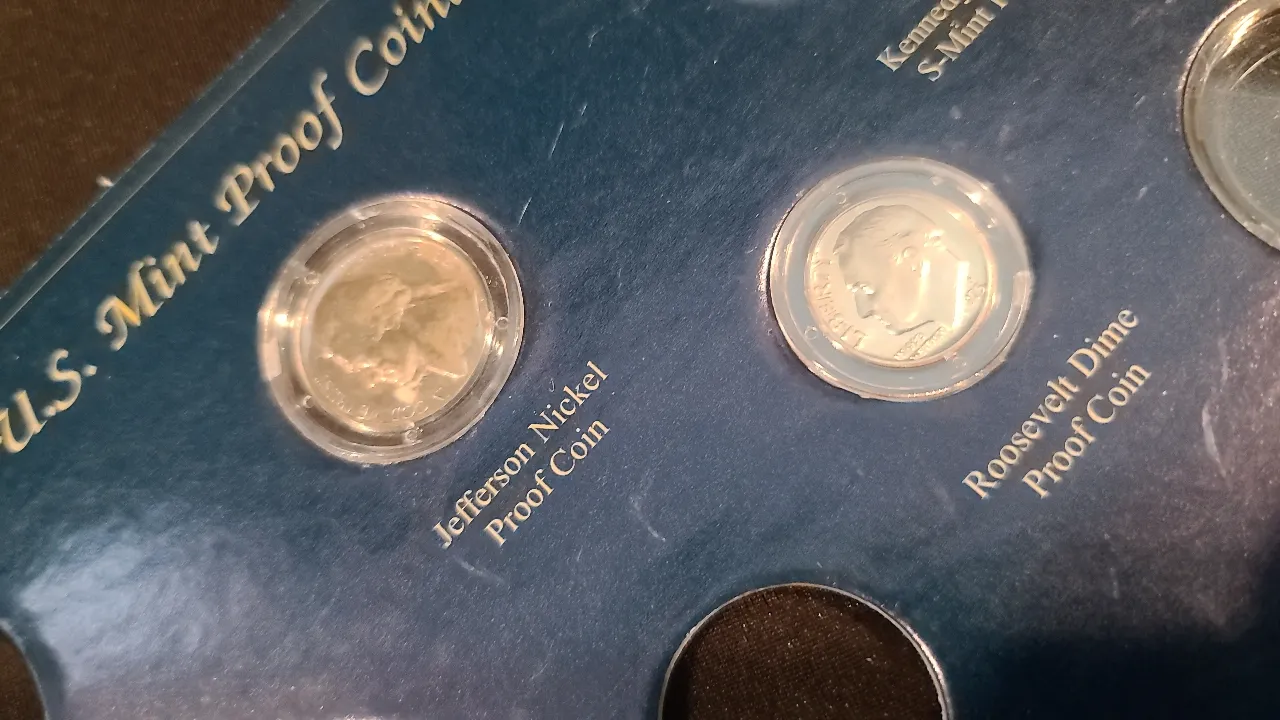 U.S. Mint Proof Coin
Kenned
S-Mint
Jefferson Nickel
Proof Coin
Roosevelt Dime
Proof Coin
LIBERTY